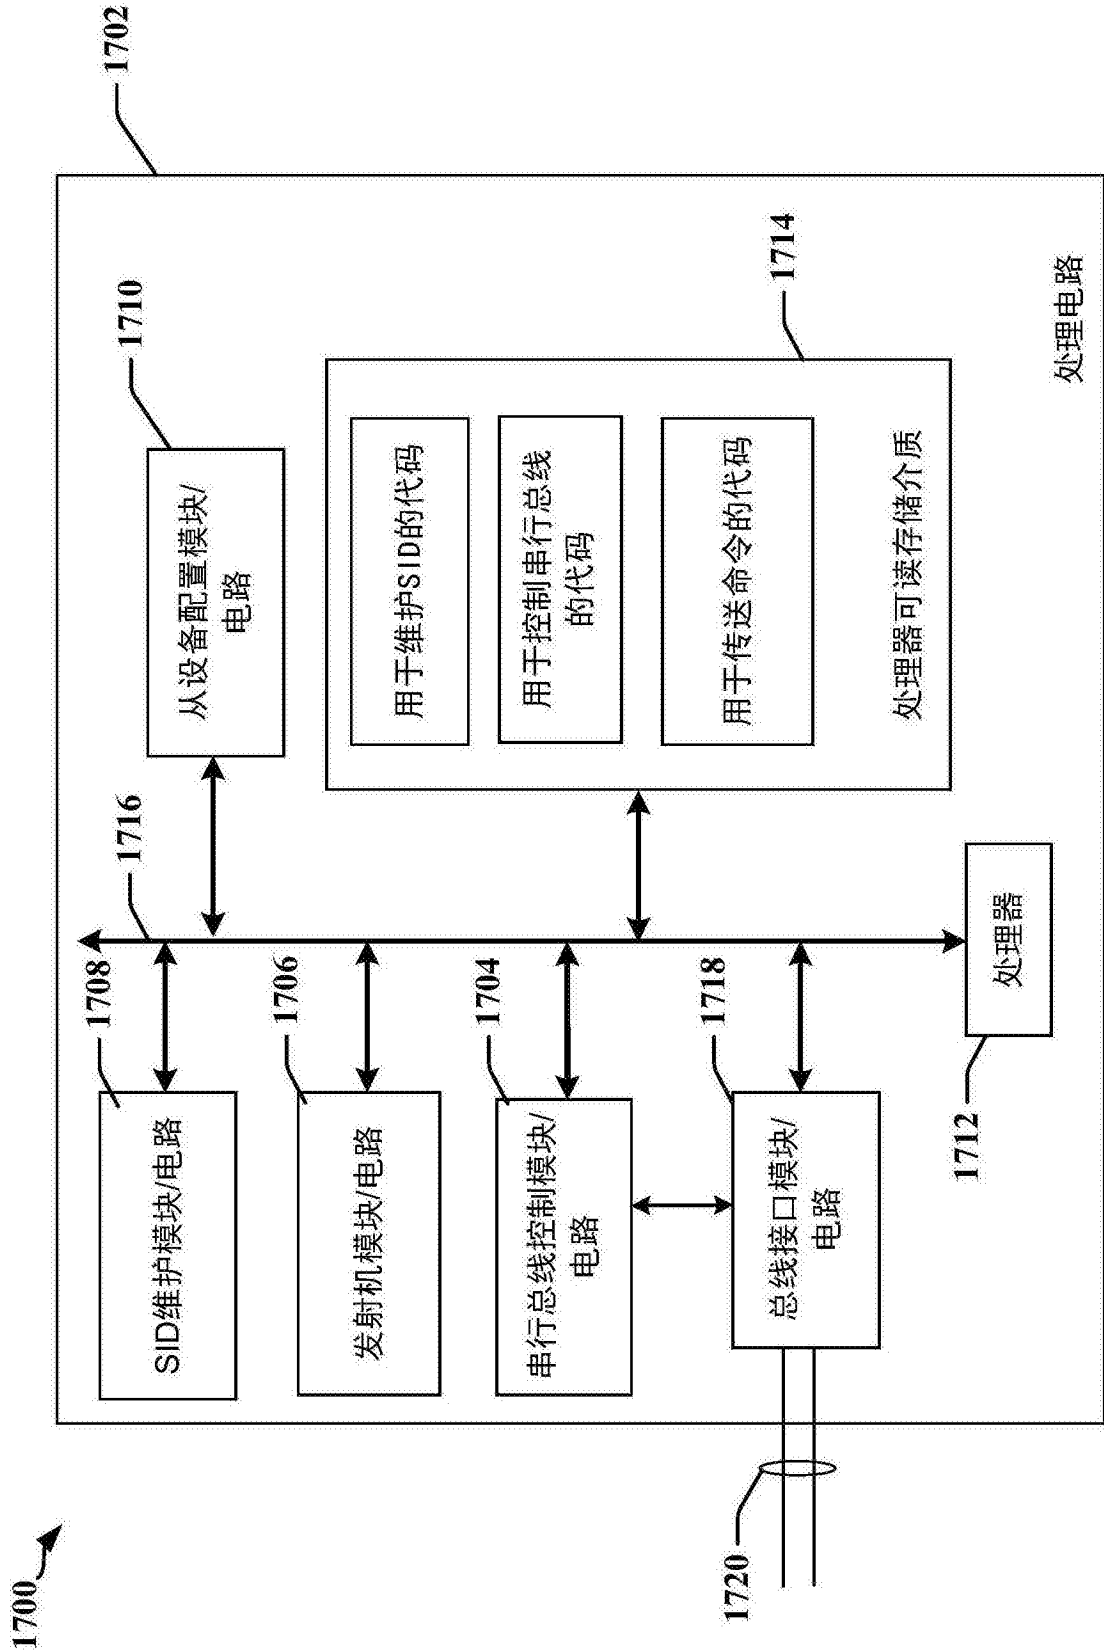 1700
1702
SID维护模块/电路
1708
1716
从设备配置模块/
电路
1710
发射机模块/电路
1706
用于维护SID的代码
1714
串行总线控制模块/
电路
1704
用于控制串行总线
的代码
总线接口模块/
电路
1718
用于传送命令的代码
处理器可读存储介质
1720
1712
处理器
处理电路